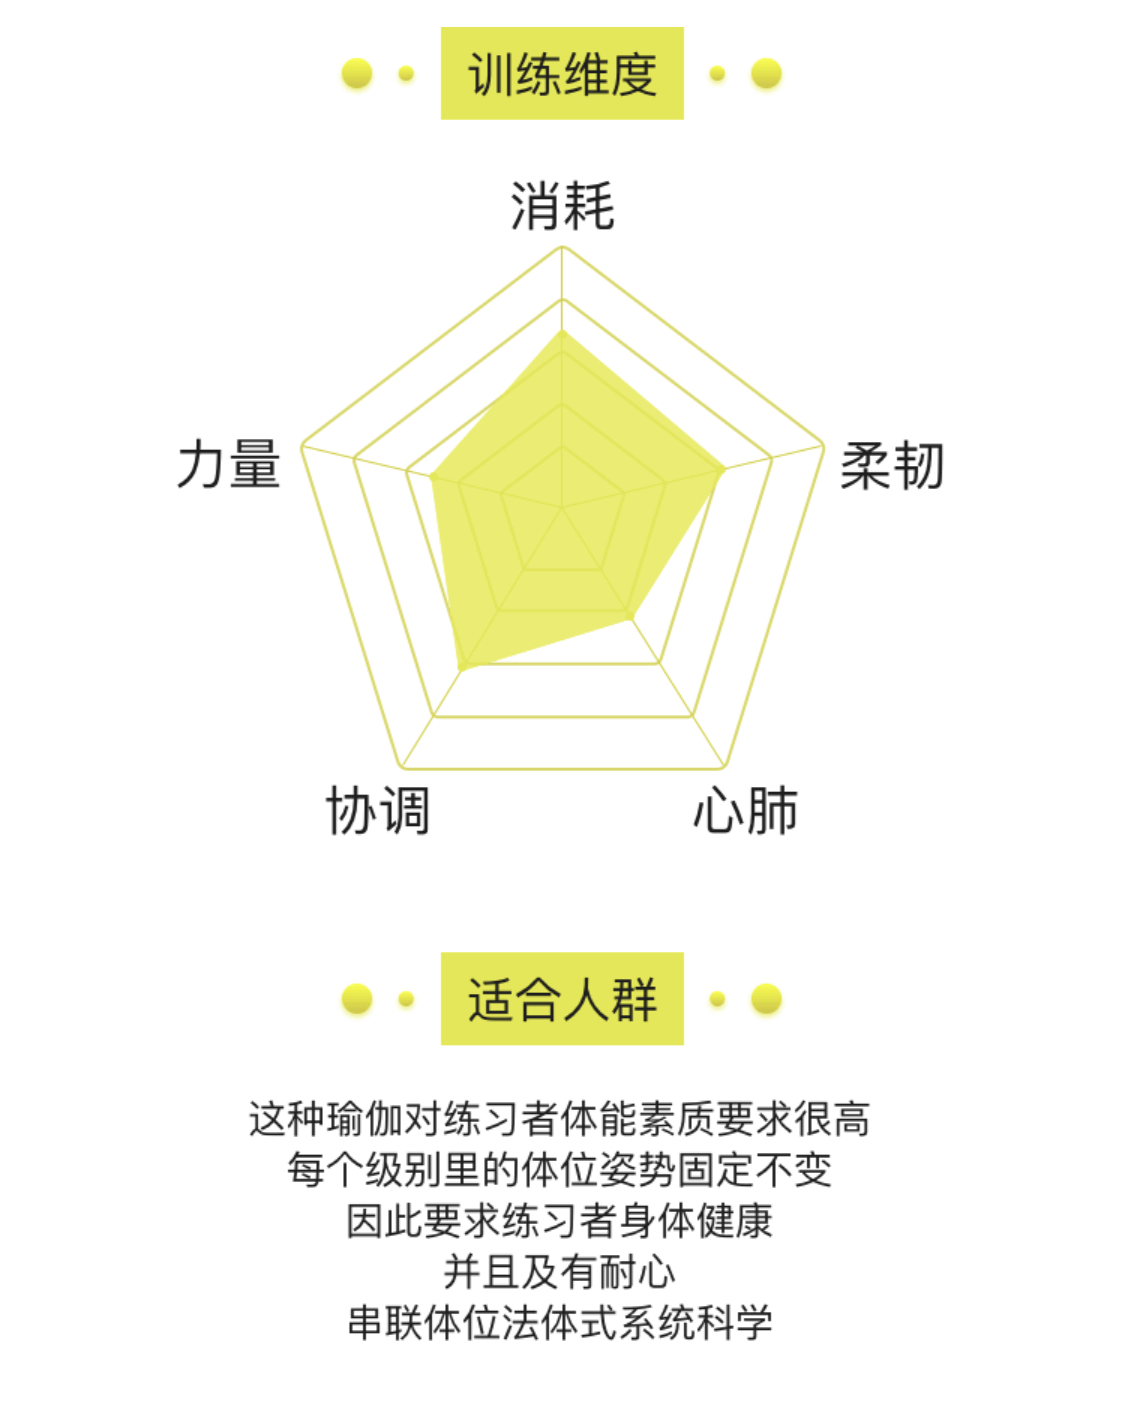 训练维度
消耗
力量
柔韧
协调
心肺
适合人群
这种瑜伽对练习者体能素质要求很高
每个级别里的体位姿势固定不变
因此要求练习者身体健康
并且及有耐心
串联体位法体式系统科学